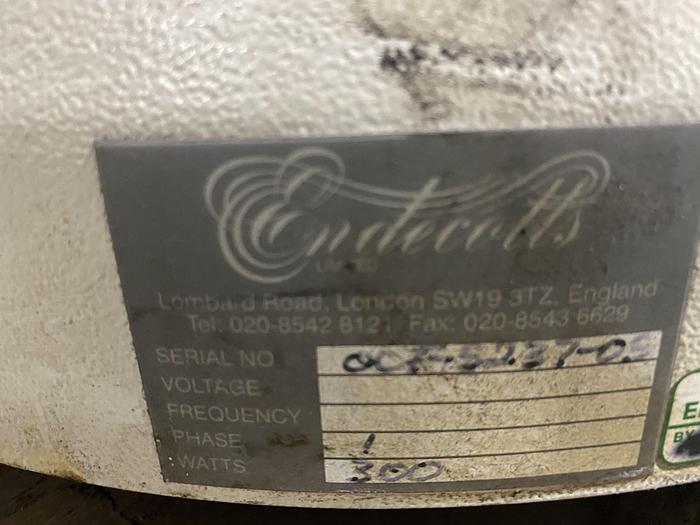 Endecotts
LIMITED
Lombard Road, London SW19 3TZ, England
Tel: 020-8542 8121 Fax: 020-8543 6629
SERIAL NO
VOLTAGE
FREQUENCY
PHASE 1
WATTS 300